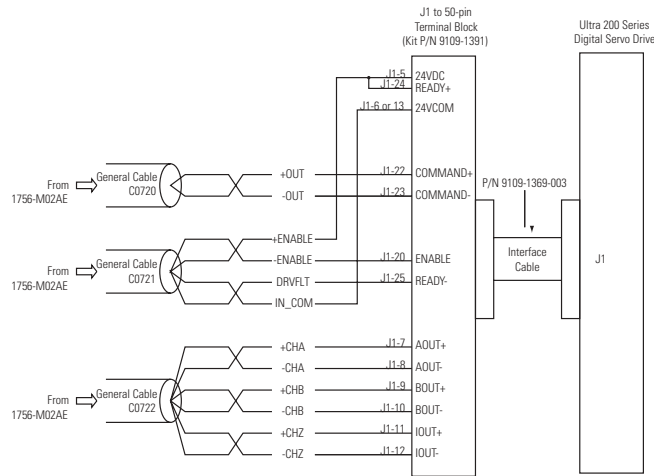 J1 to 50-pin
Terminal Block
(Kit P/N 9109-1391)
Ultra 200 Series
Digital Servo Drive
J1-5 24VDC
J1-24 READY+
J1-6 or 13 24VCOM
From
1756-M02AE
General Cable
C0720
+OUT J1-22 COMMAND+
-OUT J1-23 COMMAND-
P/N 9109-1369-003
From
1756-M02AE
General Cable
C0721
+ENABLE
-ENABLE J1-20 ENABLE
DRVFLT J1-25 READY-
IN_COM
Interface
Cable
J1
From
1756-M02AE
General Cable
C0722
+CHA J1-7 AOUT+
-CHA J1-8 AOUT-
+CHB J1-9 BOUT+
-CHB J1-10 BOUT-
+CHZ J1-11 IOUT+
-CHZ J1-12 IOUT-